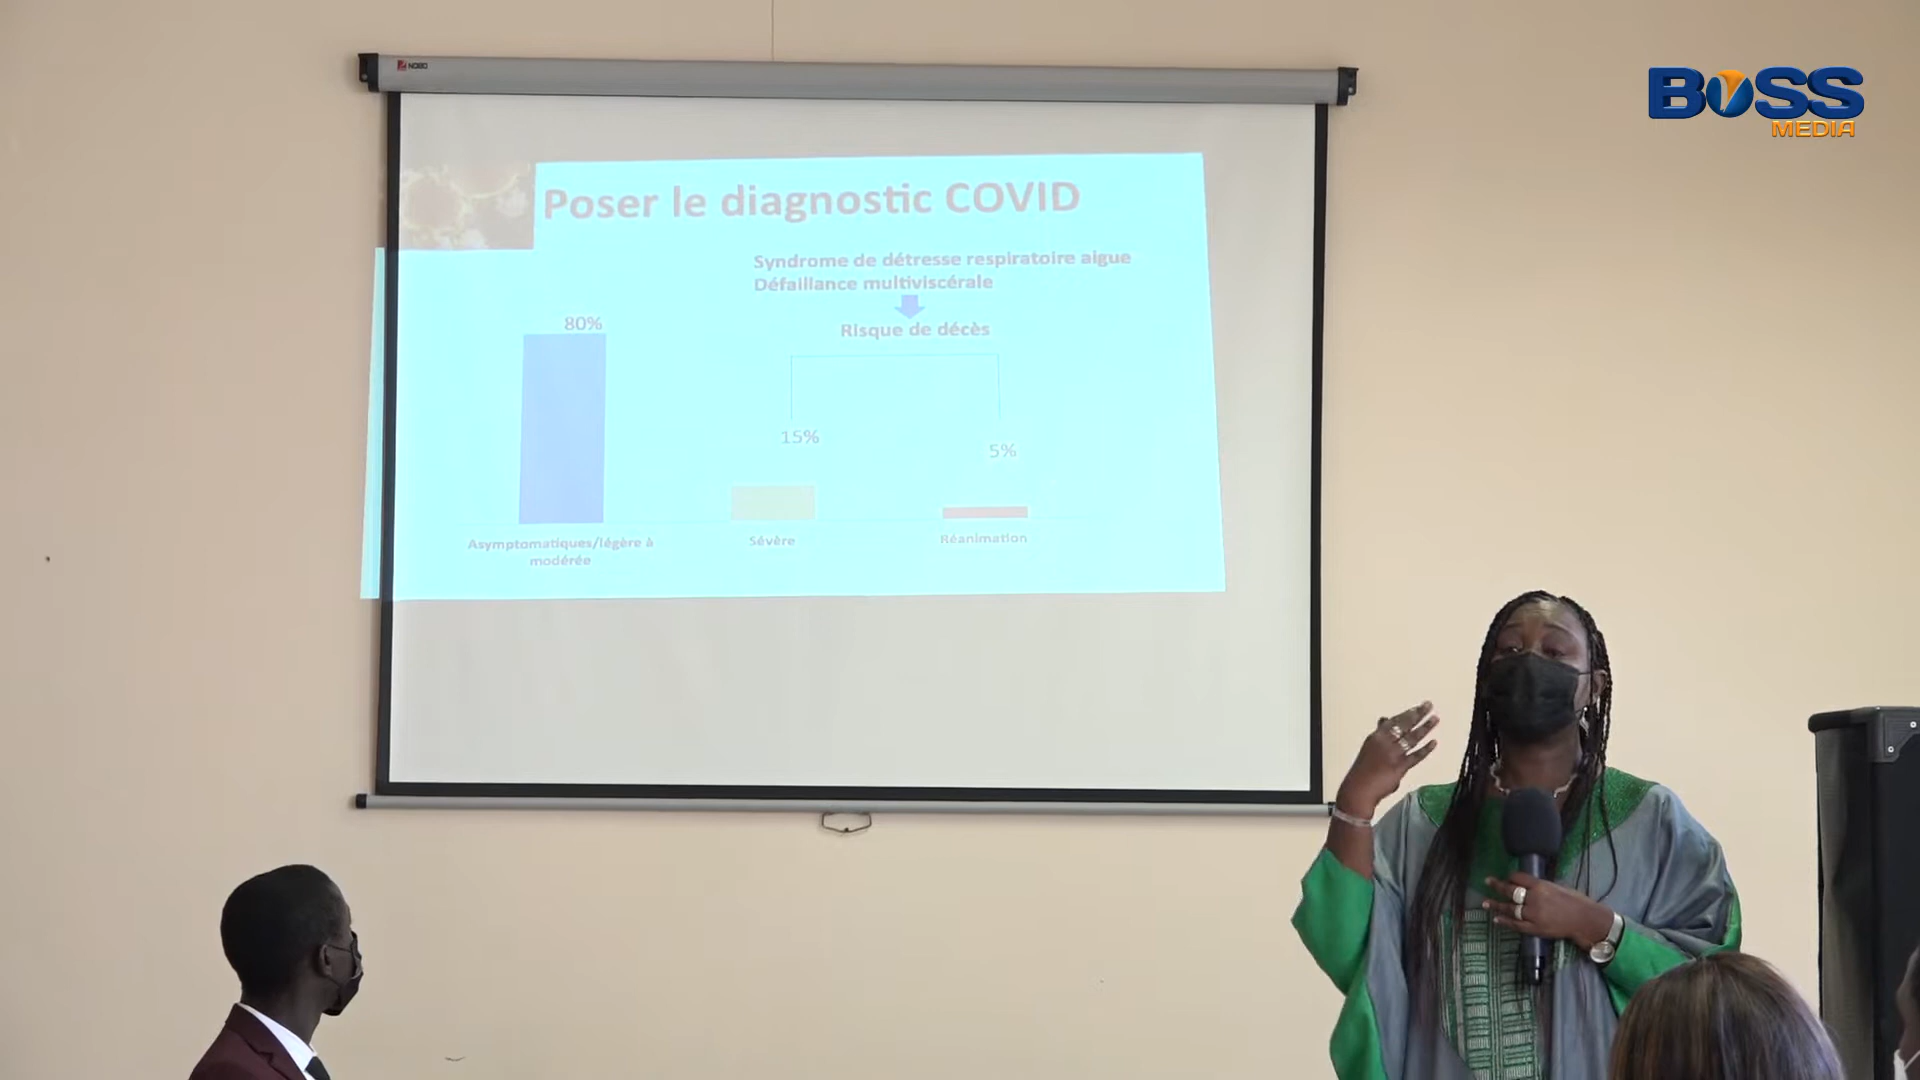 NOBO
BOSS
MEDIA
Poser le diagnostic COVID
Syndrome de détresse respiratoire aigue
Défaillance multiviscérale
Risque de décès
80%
15%
5%
Asymptomatiques/légère à
modérée
Sévère
Réanimation